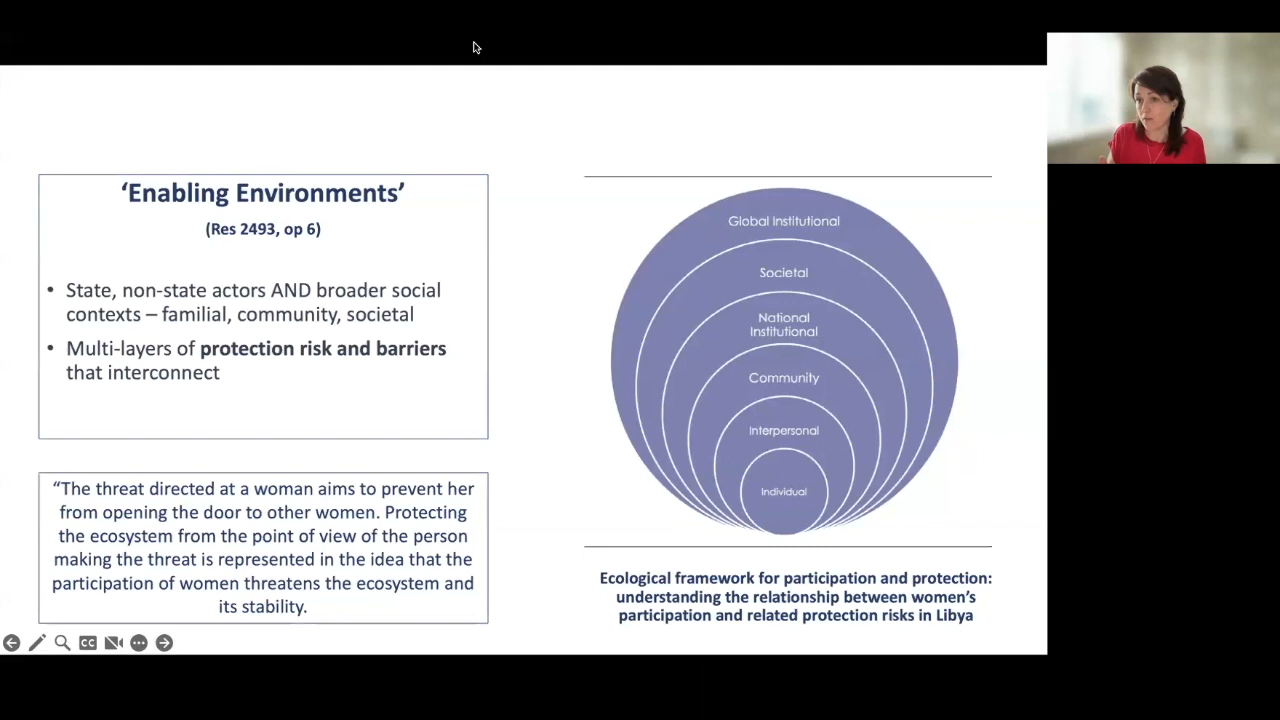 ‘Enabling Environments’
(Res 2493, op 6)
• State, non-state actors AND broader social
contexts – familial, community, societal
• Multi-layers of protection risk and barriers
that interconnect
“The threat directed at a woman aims to prevent her
from opening the door to other women. Protecting
the ecosystem from the point of view of the person
making the threat is represented in the idea that the
participation of women threatens the ecosystem and
its stability.
Global Institutional
Societal
National
Institutional
Community
Interpersonal
Individual
Ecological framework for participation and protection:
understanding the relationship between women’s
participation and related protection risks in Libya
CC